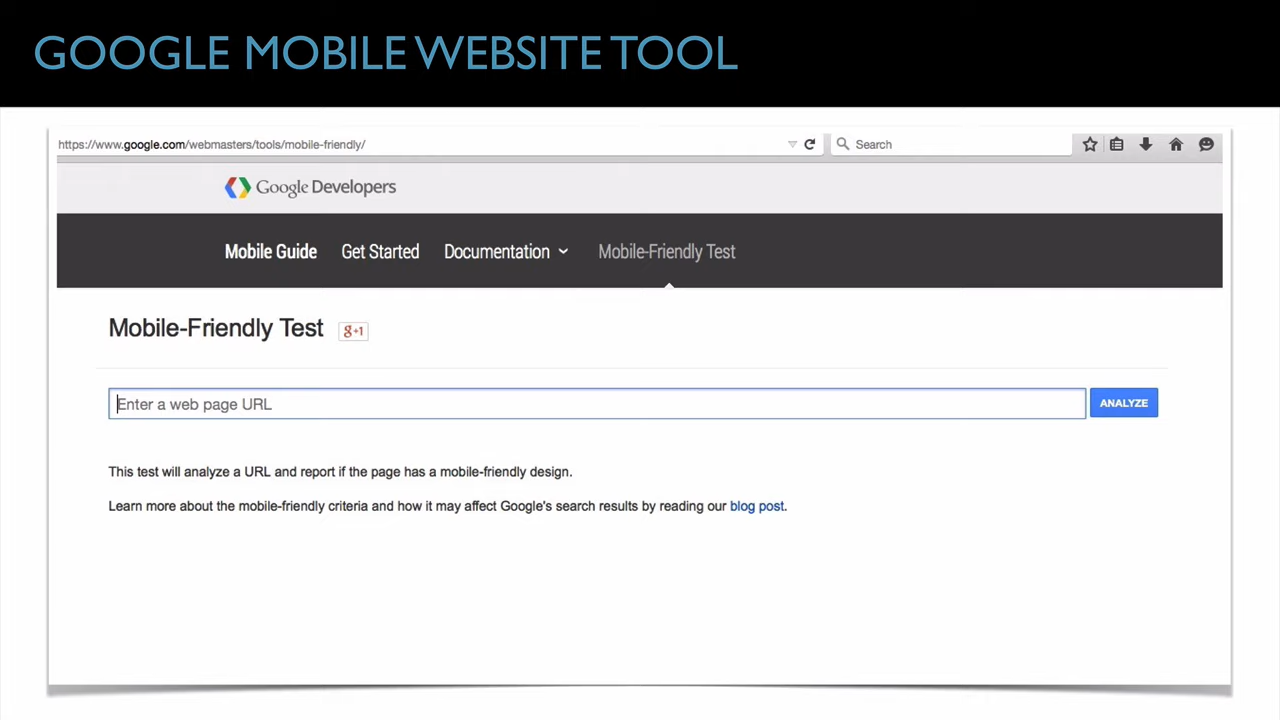 GOOGLE MOBILE WEBSITE TOOL
https://www.google.com/webmasters/tools/mobile-friendly/
Search
Google Developers
Mobile Guide Get Started Documentation Mobile-Friendly Test
Mobile-Friendly Test g+1
Enter a web page URL ANALYZE
This test will analyze a URL and report if the page has a mobile-friendly design.
Learn more about the mobile-friendly criteria and how it may affect Google's search results by reading our blog post.